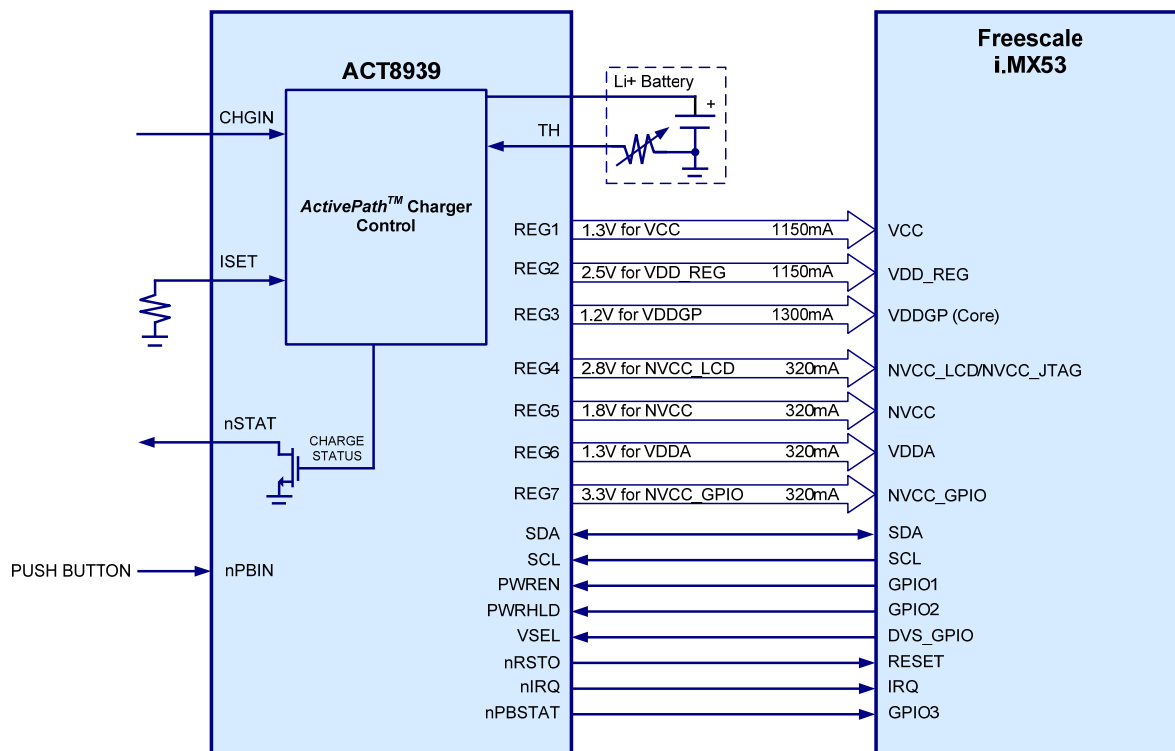 Freescale
i.MX53
ACT8939
Li+ Battery
+
CHGIN
TH
ActivePath™ Charger
Control
ISET
REG1 1.3V for VCC 1150mA VCC
REG2 2.5V for VDD_REG 1150mA VDD_REG
REG3 1.2V for VDDGP 1300mA VDDGP (Core)
REG4 2.8V for NVCC_LCD 320mA NVCC_LCD/NVCC_JTAG
REG5 1.8V for NVCC 320mA NVCC
REG6 1.3V for VDDA 320mA VDDA
REG7 3.3V for NVCC_GPIO 320mA NVCC_GPIO
nSTAT
CHARGE
STATUS
SDA SDA
SCL SCL
PUSH BUTTON nPBIN
PWREN GPIO1
PWRHLD GPIO2
VSEL DVS_GPIO
nRSTO RESET
nIRQ IRQ
nPBSTAT GPIO3